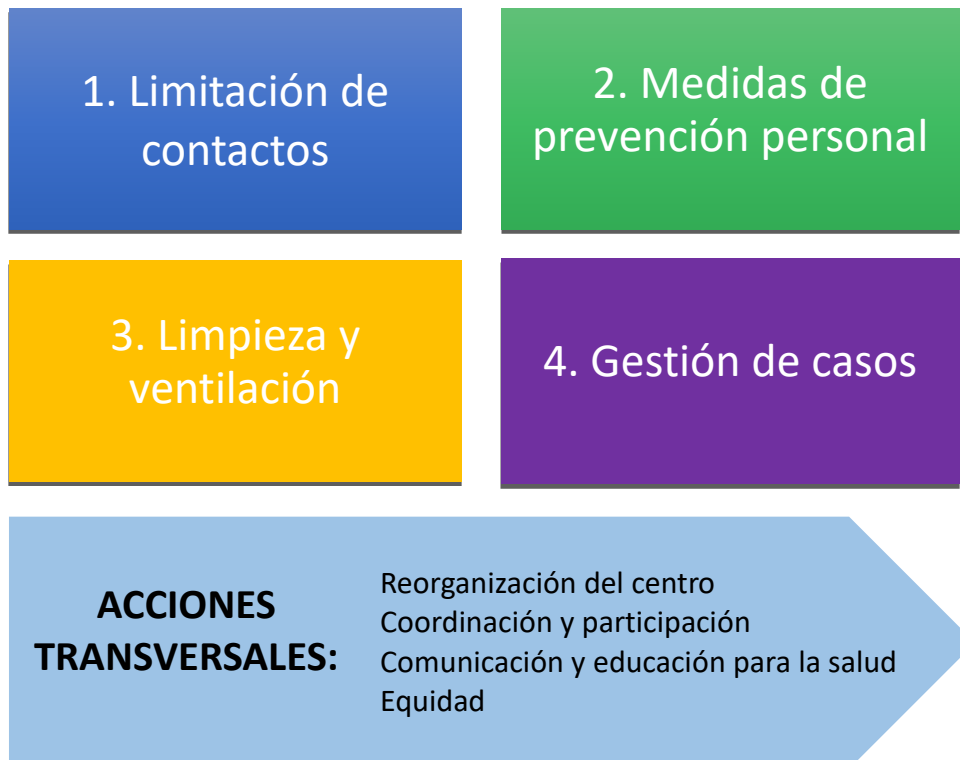 1. Limitación de
contactos
2. Medidas de
prevención personal
3. Limpieza y
ventilación
4. Gestión de casos
ACCIONES
TRANSVERSALES:
Reorganización del centro
Coordinación y participación
Comunicación y educación para la salud
Equidad